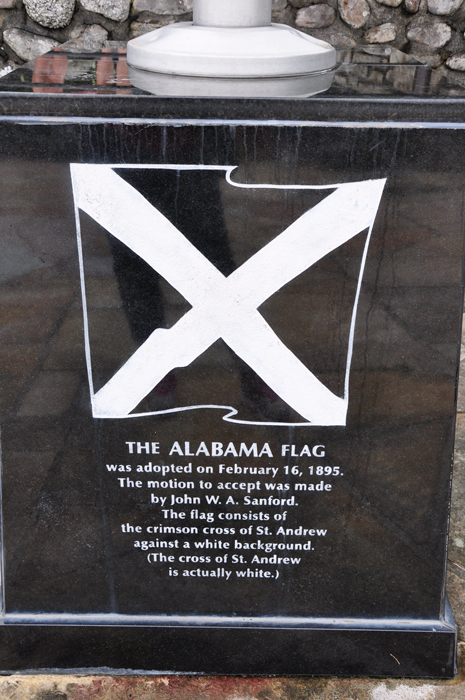 THE ALABAMA FLAG
was adopted on February 16, 1895.
The motion to accept was made
by John W. A. Sanford.
The flag consists of
the crimson cross of St. Andrew
against a white background.
(The cross of St. Andrew
is actually white.)